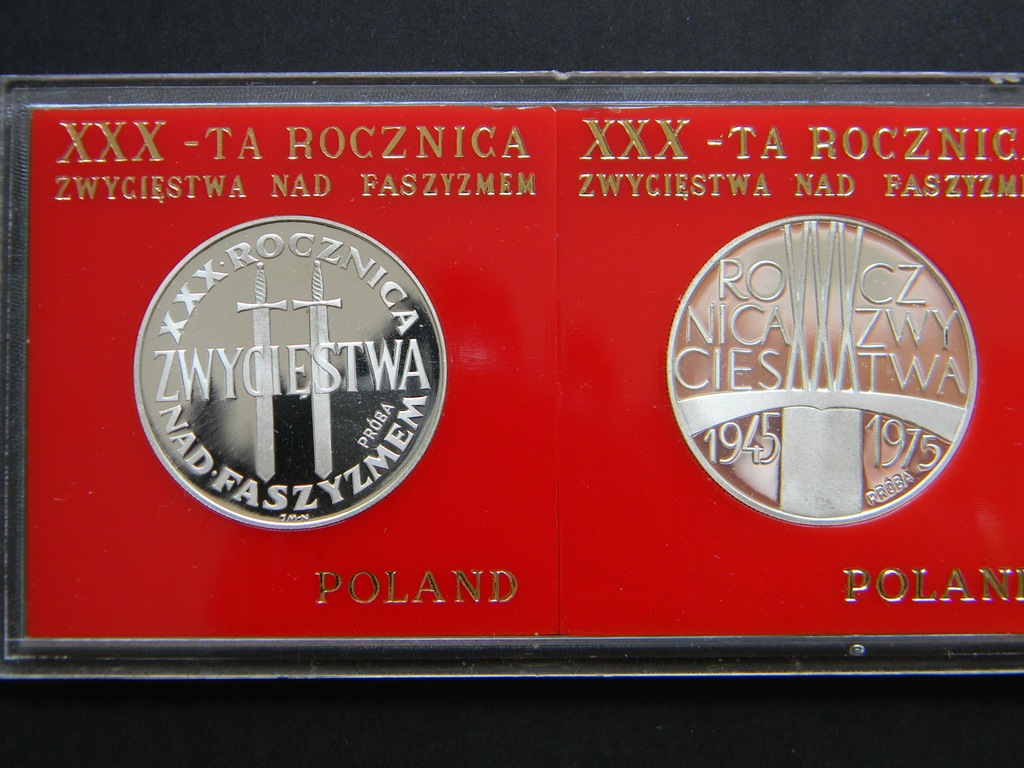 XXX -TA ROCZNICA
ZWYCIĘSTWA NAD FASZYZMEM
XXX·ROCZNICA
ZWYCIĘSTWA
NAD·FASZYZMEM
PRÓBA
POLAND
XXX -TA ROCZNIC
ZWYCIĘSTWA NAD FASZYZM
RO CZ
NICA ZWY
CIES TWA
1945 1975
PRÓBA
POLAN